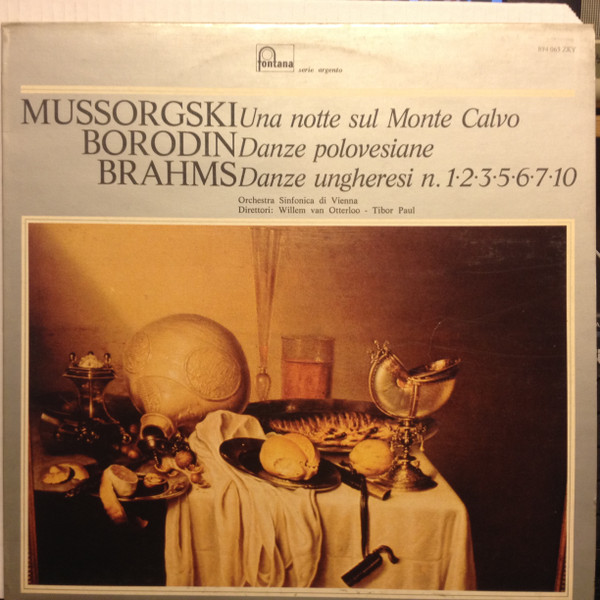 fontana
serie argento
894 063 ZKY
MUSSORGSKI Una notte sul Monte Calvo
BORODIN Danze polovesiane
BRAHMS Danze ungheresi n. 1·2·3·5·6·7·10
Orchestra Sinfonica di Vienna
Direttori: Willem van Otterloo - Tibor Paul